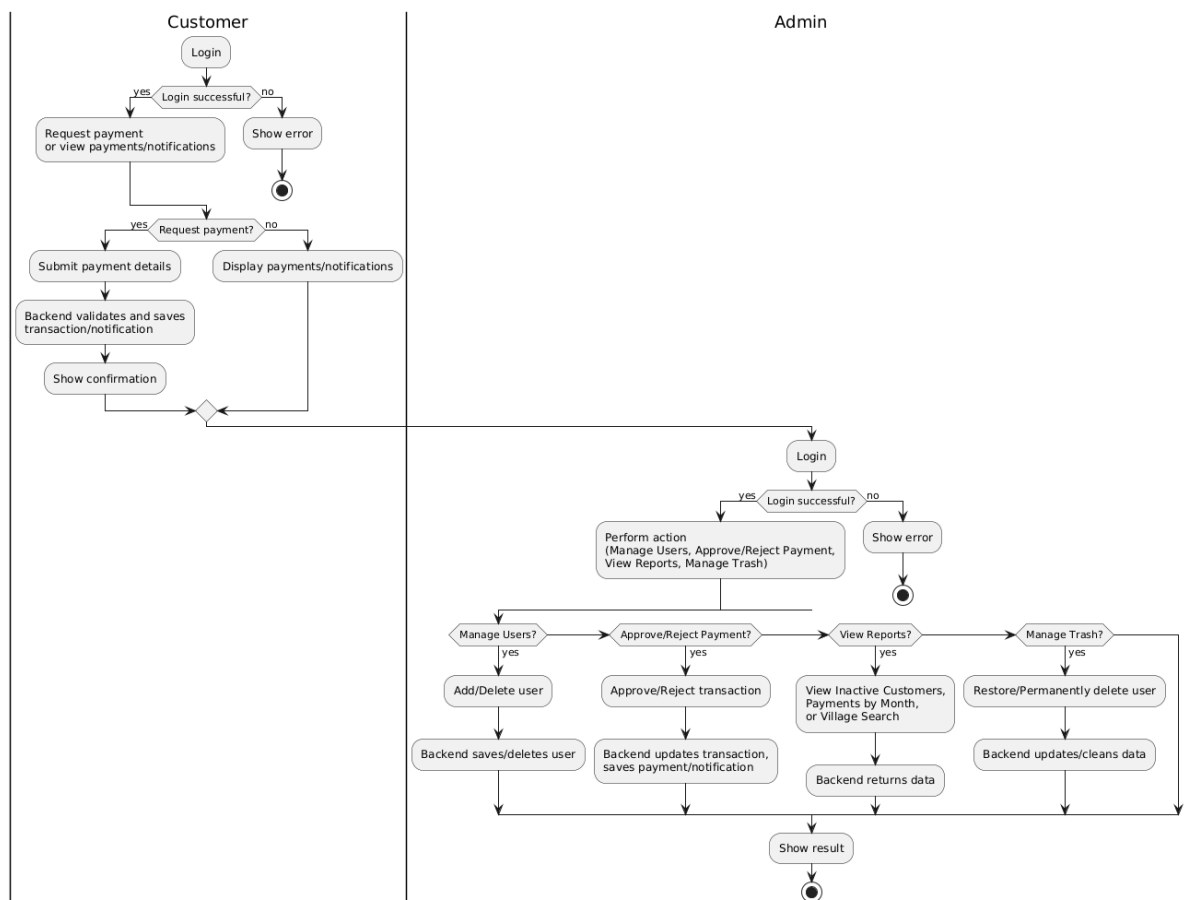 Customer
Admin
Login
Login successful?
yes
no
Request payment
or view payments/notifications
Show error
Request payment?
yes
no
Submit payment details
Display payments/notifications
Backend validates and saves
transaction/notification
Show confirmation
Login
Login successful?
yes
no
Perform action
(Manage Users, Approve/Reject Payment,
View Reports, Manage Trash)
Show error
Manage Users?
yes
Approve/Reject Payment?
yes
View Reports?
yes
Manage Trash?
yes
Add/Delete user
Approve/Reject transaction
View Inactive Customers,
Payments by Month,
or Village Search
Restore/Permanently delete user
Backend saves/deletes user
Backend updates transaction,
saves payment/notification
Backend returns data
Backend updates/cleans data
Show result